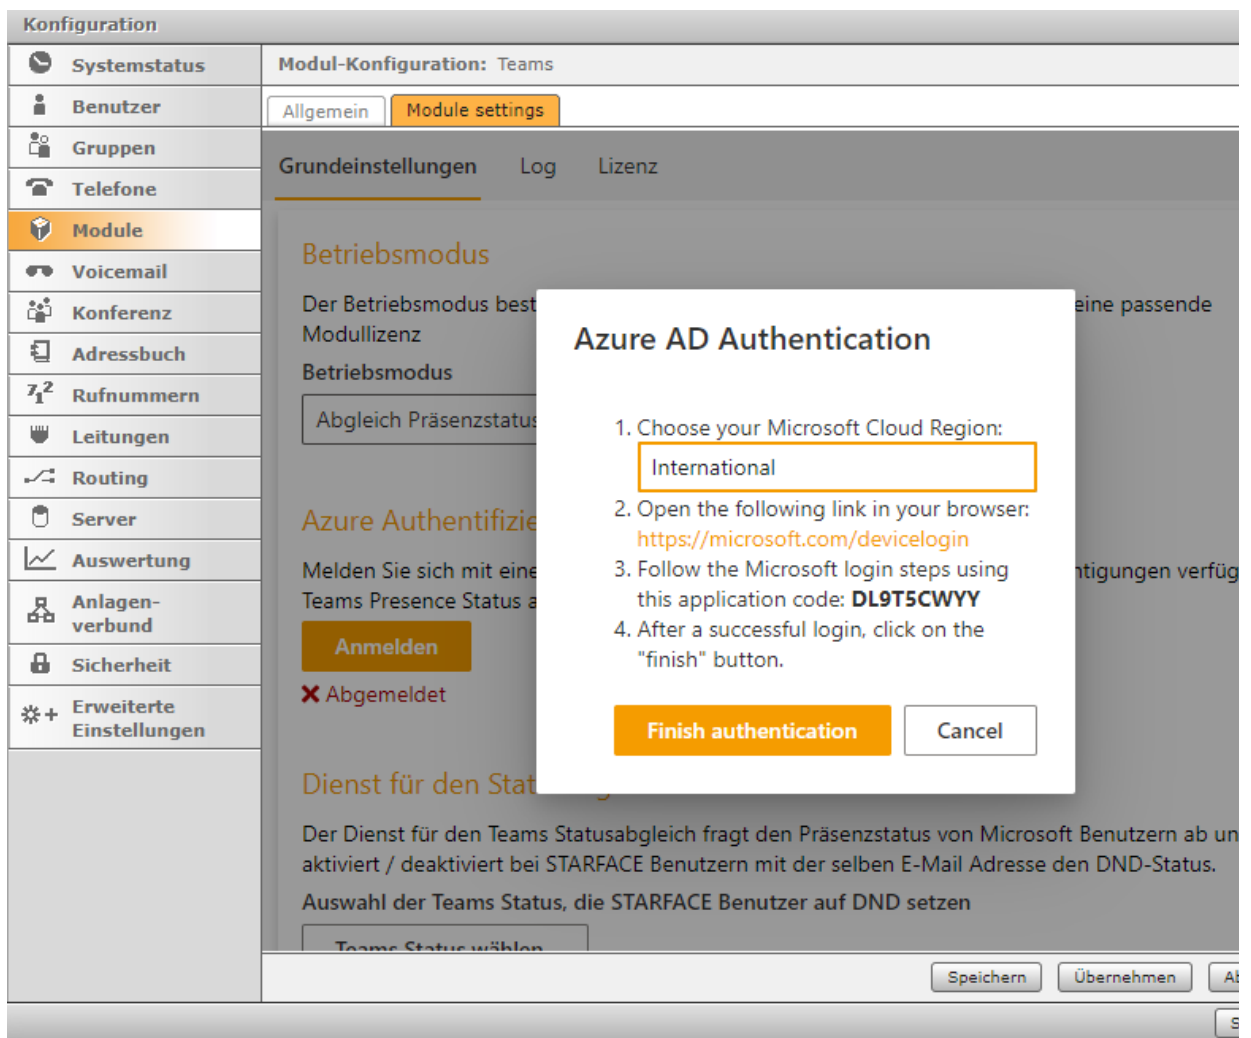 Konfiguration
Systemstatus
Benutzer
Gruppen
Telefone
Module
Voicemail
Konferenz
Adressbuch
Rufnummern
Leitungen
Routing
Server
Auswertung
Anlagen-
verbund
Sicherheit
Erweiterte
Einstellungen
Modul-Konfiguration: Teams
Allgemein
Module settings
Grundeinstellungen
Log
Lizenz
Betriebsmodus
Der Betriebsmodus best
eine passende
Modullizenz
Betriebsmodus
Abgleich Präsenzstatus
Azure Authentifizie
Melden Sie sich mit eine
htigungen verfüg
Teams Presence Status a
Anmelden
Abgemeldet
Dienst für den Stat
Der Dienst für den Teams Statusabgleich fragt den Präsenzstatus von Microsoft Benutzern ab un
aktiviert / deaktiviert bei STARFACE Benutzern mit der selben E-Mail Adresse den DND-Status.
Auswahl der Teams Status, die STARFACE Benutzer auf DND setzen
Teams Status wählen
Azure AD Authentication
1. Choose your Microsoft Cloud Region:
International
2. Open the following link in your browser:
https://microsoft.com/devicelogin
3. Follow the Microsoft login steps using
this application code: DL9T5CWYY
4. After a successful login, click on the
"finish" button.
Finish authentication
Cancel
Speichern
Übernehmen
Ab
S